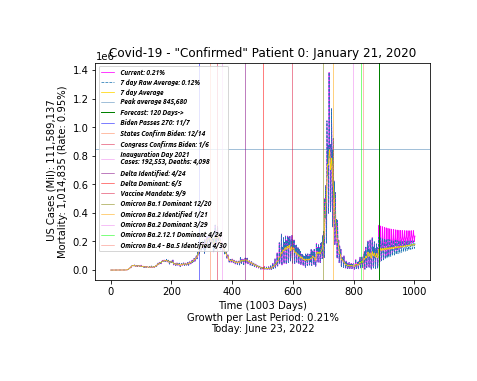 Covid-19 - "Confirmed" Patient 0: January 21, 2020
1e6
1.4
1.2
1.0
0.8
0.6
0.4
0.2
0.0
US Cases (Mil): 111,589,137
Mortality: 1,014,835 (Rate: 0.95%)
Current: 0.21%
7 day Raw Average: 0.12%
7 day Average
Peak average 845,680
Forecast: 120 Days->
Biden Passes 270: 11/7
States Confirm Biden: 12/14
Congress Confirms Biden: 1/6
Inauguration Day 2021
Cases: 192,553, Deaths: 4,098
Delta Identified: 4/24
Delta Dominant: 6/5
Vaccine Mandate: 9/9
Omicron Ba.1 Dominant 12/20
Omicron Ba.2 Identified 1/21
Omicron Ba.2 Dominant 3/29
Omicron Ba.2.12.1 Dominant 4/24
Omicron Ba.4 - Ba.5 Identified 4/30
0 200 400 600 800 1000
Time (1003 Days)
Growth per Last Period: 0.21%
Today: June 23, 2022